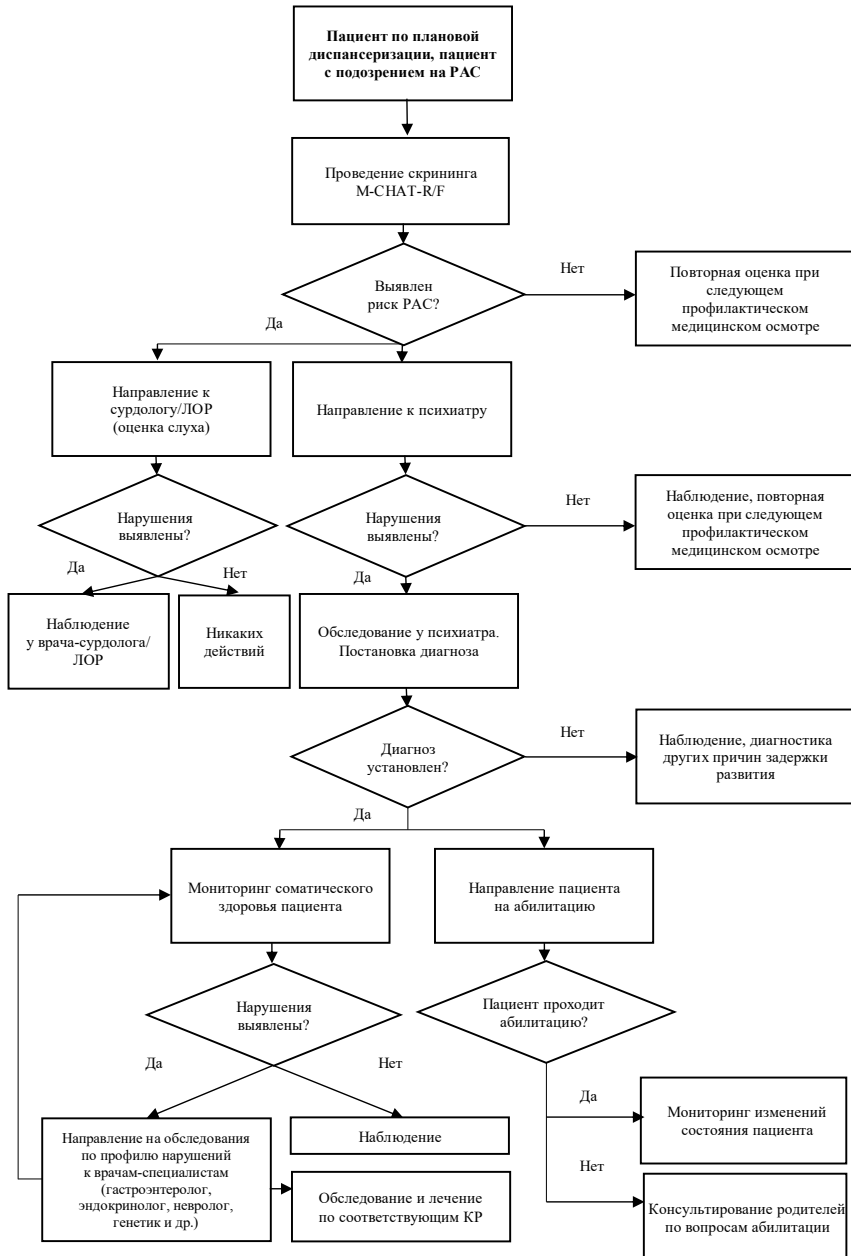 Пациент по плановой
диспансеризации, пациент
с подозрением на РАС
Проведение скрининга
M-CHAT-R/F
Выявлен
риск РАС?
Нет
Повторная оценка при
следующем
профилактическом
медицинском осмотре
Да
Направление к
сурдологу/ЛОР
(оценка слуха)
Направление к психиатру
Нарушения
выявлены?
Нарушения
выявлены?
Нет
Наблюдение, повторная
оценка при следующем
профилактическом
медицинском осмотре
Да
Нет
Да
Наблюдение
у врача-сурдолога/
ЛОР
Никаких
действий
Обследование у психиатра.
Постановка диагноза
Диагноз
установлен?
Нет
Наблюдение, диагностика
других причин задержки
развития
Да
Мониторинг соматического
здоровья пациента
Направление пациента
на абилитацию
Нарушения
выявлены?
Пациент проходит
абилитацию?
Да
Нет
Да
Мониторинг изменений
состояния пациента
Направление на обследования
по профилю нарушений
к врачам-специалистам
(гастроэнтеролог,
эндокринолог, невролог,
генетик и др.)
Наблюдение
Обследование и лечение
по соответствующим КР
Нет
Консультирование родителей
по вопросам абилитации